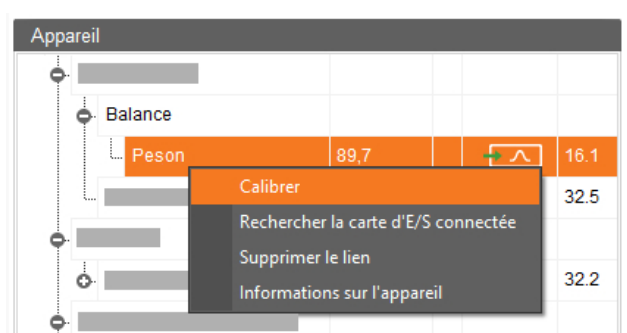 Appareil
Balance
Peson 89,7 16.1
Calibrer
32.5
Rechercher la carte d'E/S connectée
Supprimer le lien
Informations sur l'appareil
32.2